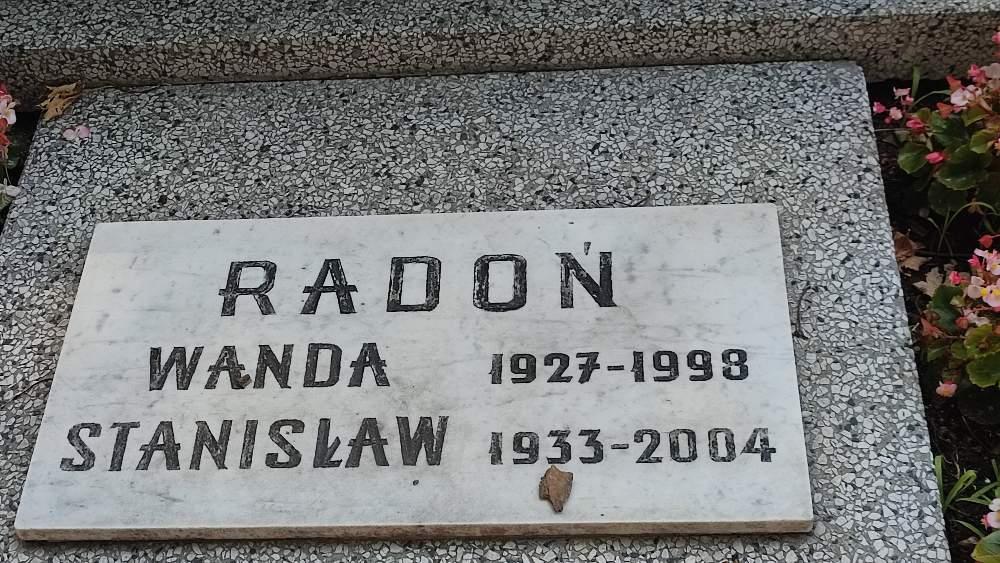 RADOŃ
WANDA 1927-1998
STANISŁAW 1933-2004